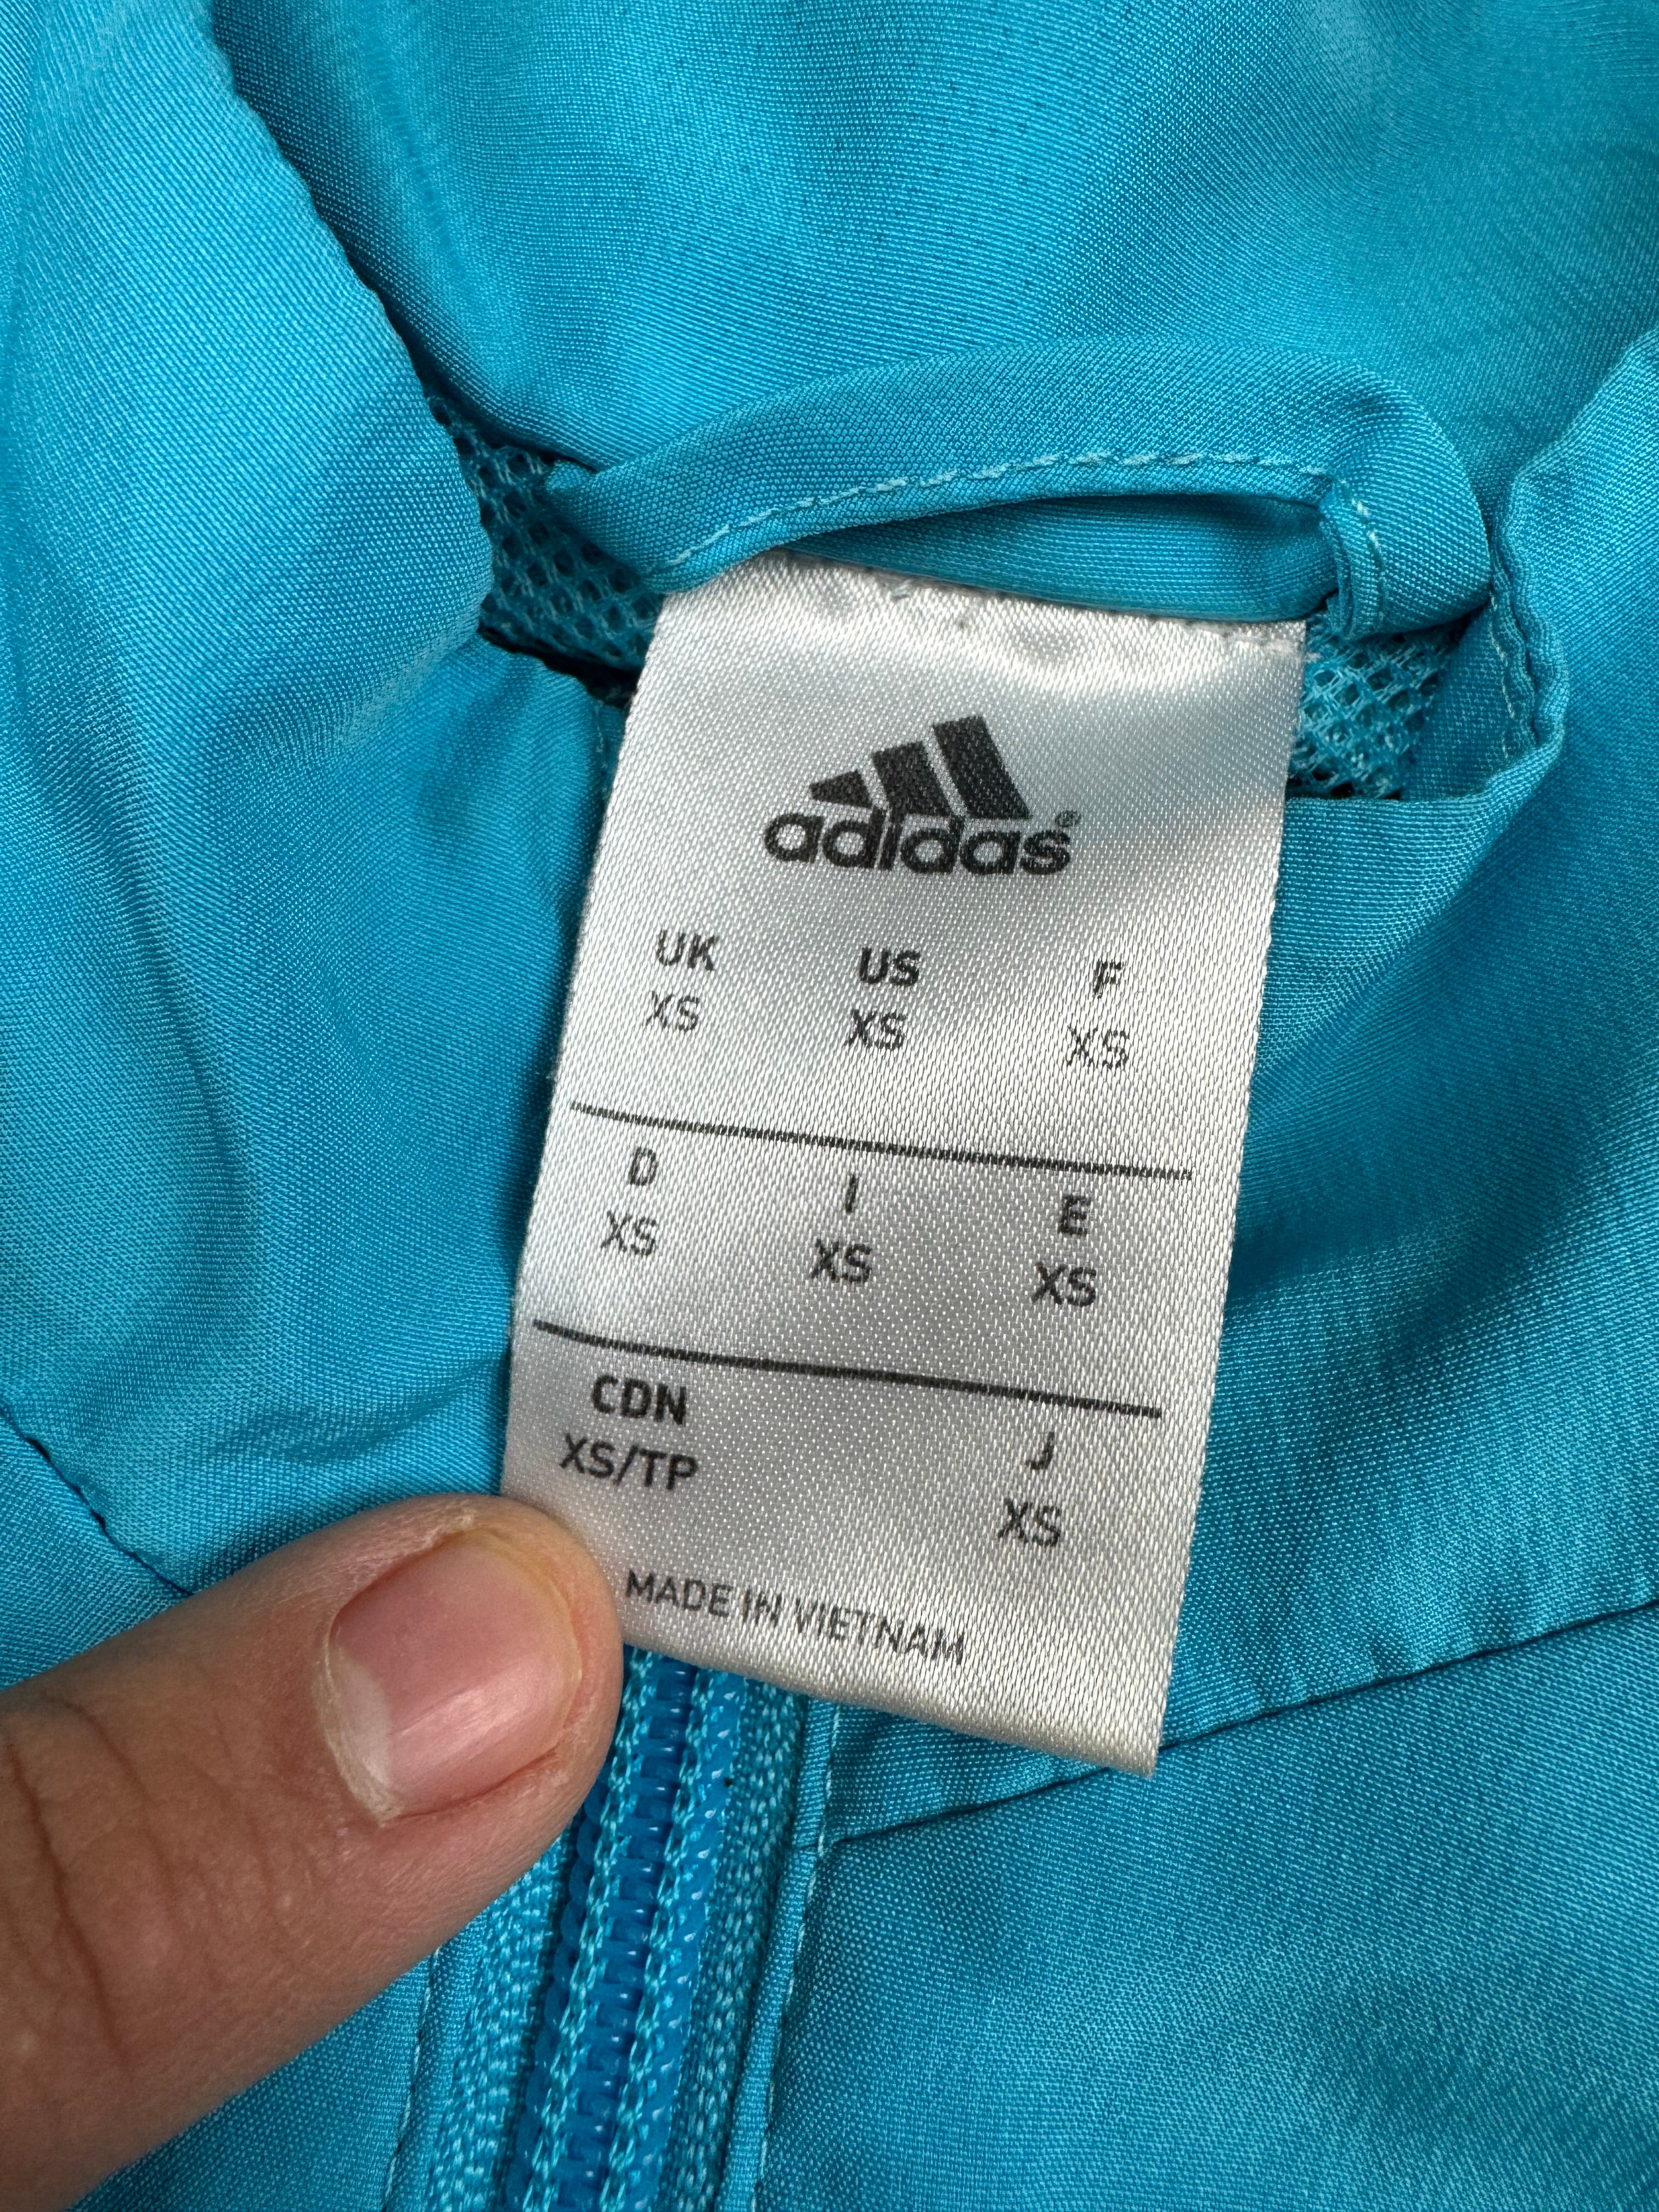 adidas®
UK US F
XS XS XS
D I E
XS XS XS
CDN J
XS/TP XS
MADE IN VIETNAM